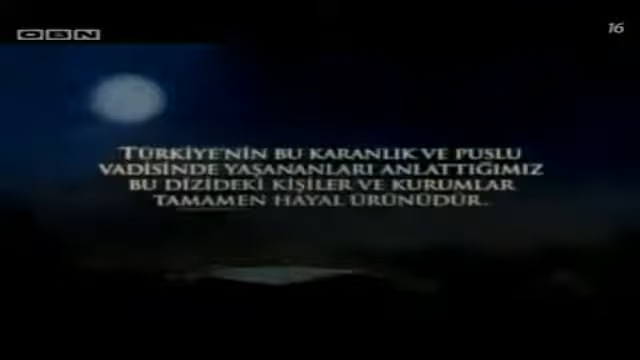 OBN
16
TÜRKİYE'NİN BU KARANLIK VE PUSLU
VADİSİNDE YAŞANANLARI ANLATTIĞIMIZ
BU DİZİDEKİ KİŞİLER VE KURUMLAR
TAMAMEN HAYAL ÜRÜNÜDÜR..